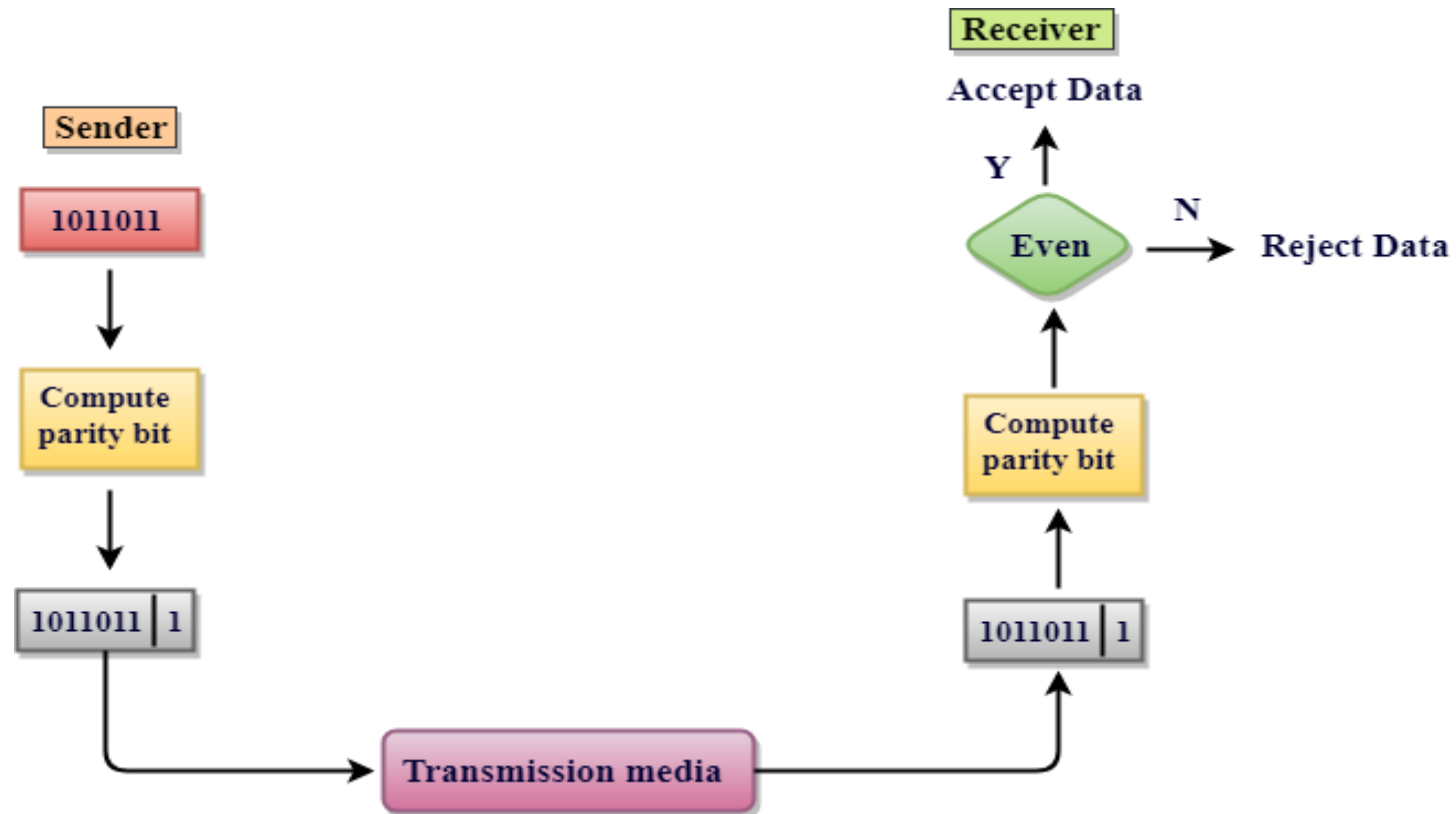 Sender
1011011
Compute
parity bit
1011011 1
Transmission media
1011011 1
Compute
parity bit
Even
Y
N
Reject Data
Accept Data
Receiver